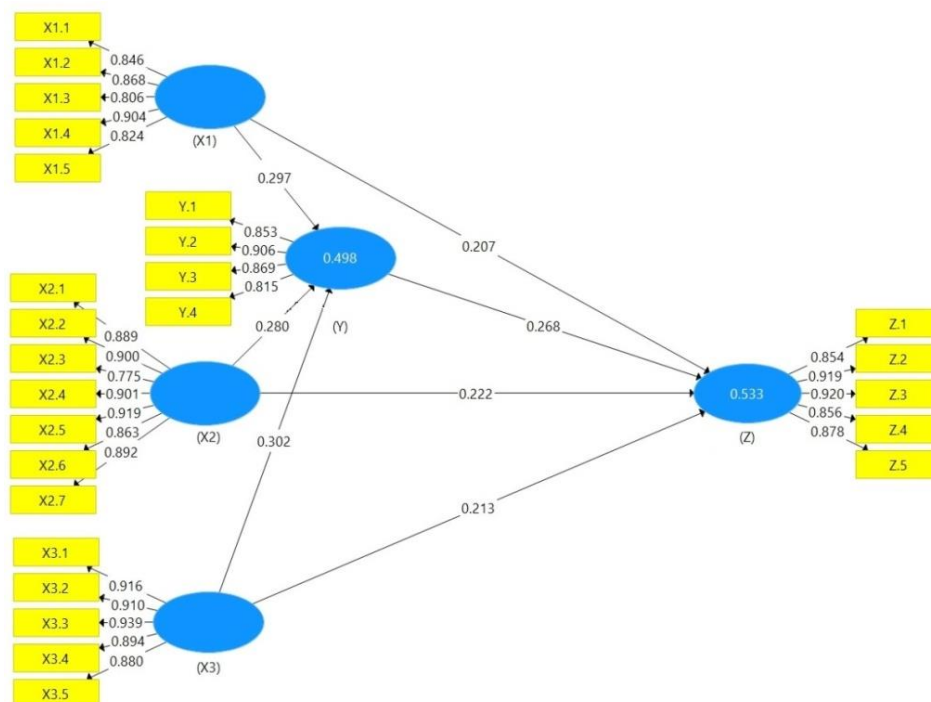 X1.1
X1.2
X1.3
X1.4
X1.5
0.846
0.868
0.806
0.904
0.824
(X1)
0.297
0.207
Y.1
Y.2
Y.3
Y.4
0.853
0.906
0.869
0.815
0.498
(Y)
0.280
0.268
X2.1
X2.2
X2.3
X2.4
X2.5
X2.6
X2.7
0.889
0.900
0.775
0.901
0.919
0.863
0.892
(X2)
0.222
0.302
0.533
(Z)
0.854
0.919
0.920
0.856
0.878
Z.1
Z.2
Z.3
Z.4
Z.5
0.213
X3.1
X3.2
X3.3
X3.4
X3.5
0.916
0.910
0.939
0.894
0.880
(X3)